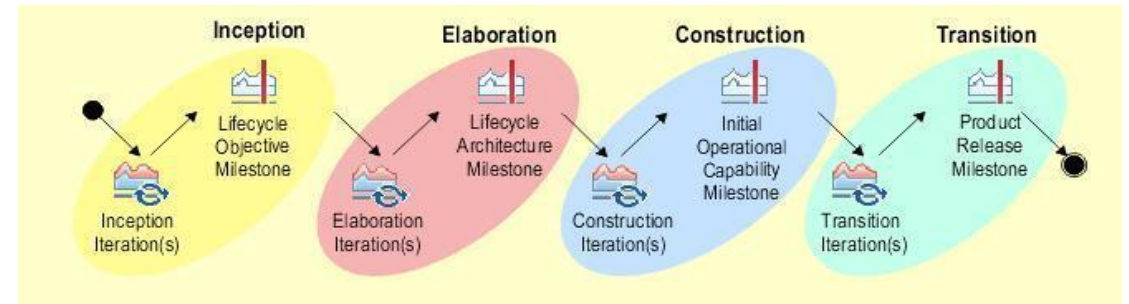 Inception
Elaboration
Construction
Transition
Lifecycle
Objective
Milestone
Inception
Iteration(s)
Lifecycle
Architecture
Milestone
Elaboration
Iteration(s)
Initial
Operational
Capability
Milestone
Construction
Iteration(s)
Product
Release
Milestone
Transition
Iteration(s)